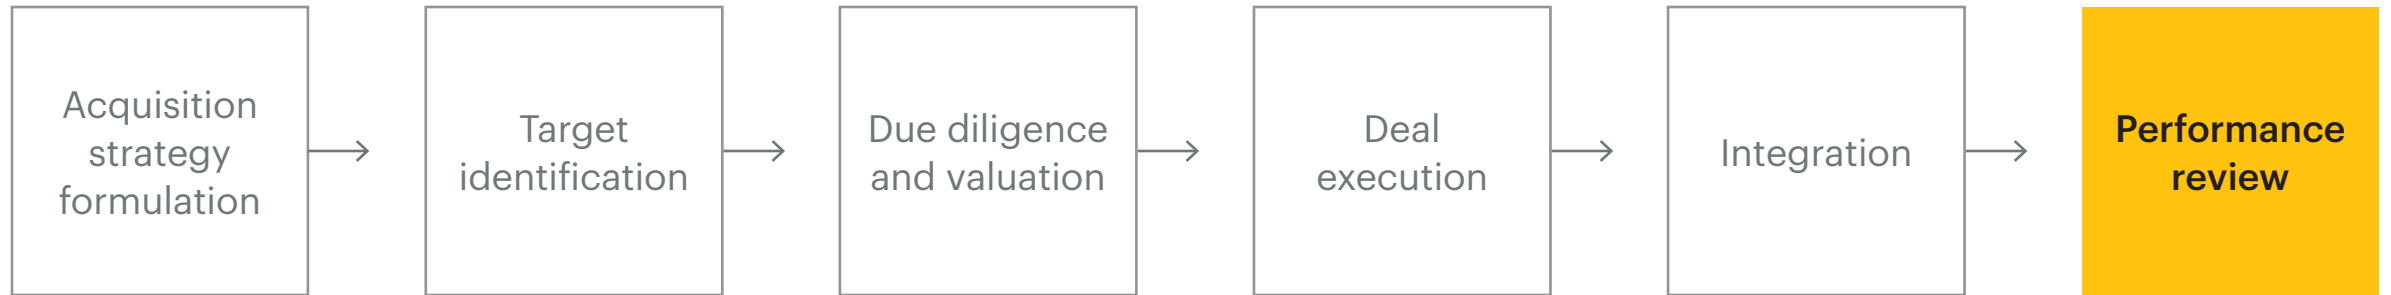 Acquisition
strategy
formulation
Target
identification
Due diligence
and valuation
Deal
execution
Integration
Performance
review